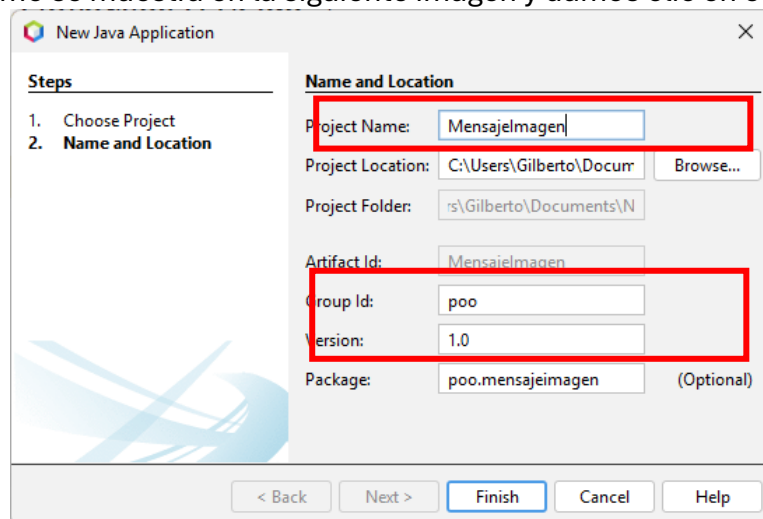 New Java Application
Steps
1. Choose Project
2. Name and Location
Name and Location
Project Name: MensajeImagen
Project Location: C:\Users\Gilberto\Docum Browse...
Project Folder: rs\Gilberto\Documents\N
Artifact Id: MensajeImagen
Group Id: poo
Version: 1.0
Package: poo.mensajeimagen (Optional)
< Back Next > Finish Cancel Help